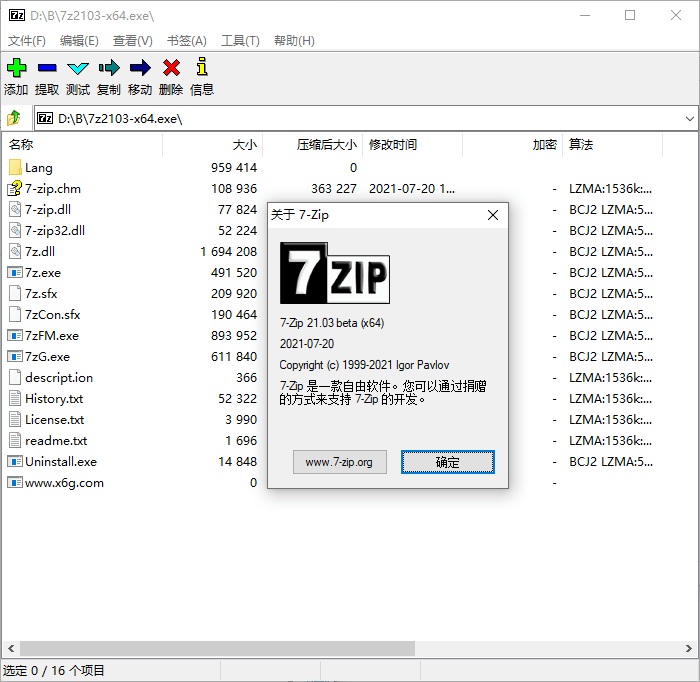 D:\B\7z2103-x64.exe\
文件(F) 编辑(E) 查看(V) 书签(A) 工具(T) 帮助(H)
添加 提取 测试 复制 移动 删除 信息
D:\B\7z2103-x64.exe\
名称 大小 压缩后大小 修改时间 加密 算法
Lang 959 414 0
7-zip.chm 108 936 363 227 2021-07-20 1... - LZMA:1536k:...
7-zip.dll 77 824 - BCJ2 LZMA:5...
7-zip32.dll 52 224 - BCJ2 LZMA:5...
7z.dll 1 694 208 - BCJ2 LZMA:5...
7z.exe 491 520 - BCJ2 LZMA:5...
7z.sfx 209 920 - BCJ2 LZMA:5...
7zCon.sfx 190 464 - BCJ2 LZMA:5...
7zFM.exe 893 952 - BCJ2 LZMA:5...
7zG.exe 611 840 - BCJ2 LZMA:5...
descript.ion 366 - LZMA:1536k:...
History.txt 52 322 - LZMA:1536k:...
License.txt 3 990 - LZMA:1536k:...
readme.txt 1 696 - LZMA:1536k:...
Uninstall.exe 14 848 - BCJ2 LZMA:5...
www.x6g.com 0 -
关于 7-Zip
7ZIP
7-Zip 21.03 beta (x64)
2021-07-20
Copyright (c) 1999-2021 Igor Pavlov
7-Zip 是一款自由软件。您可以通过捐赠
的方式来支持 7-Zip 的开发。
www.7-zip.org 确定
选定 0 / 16 个项目